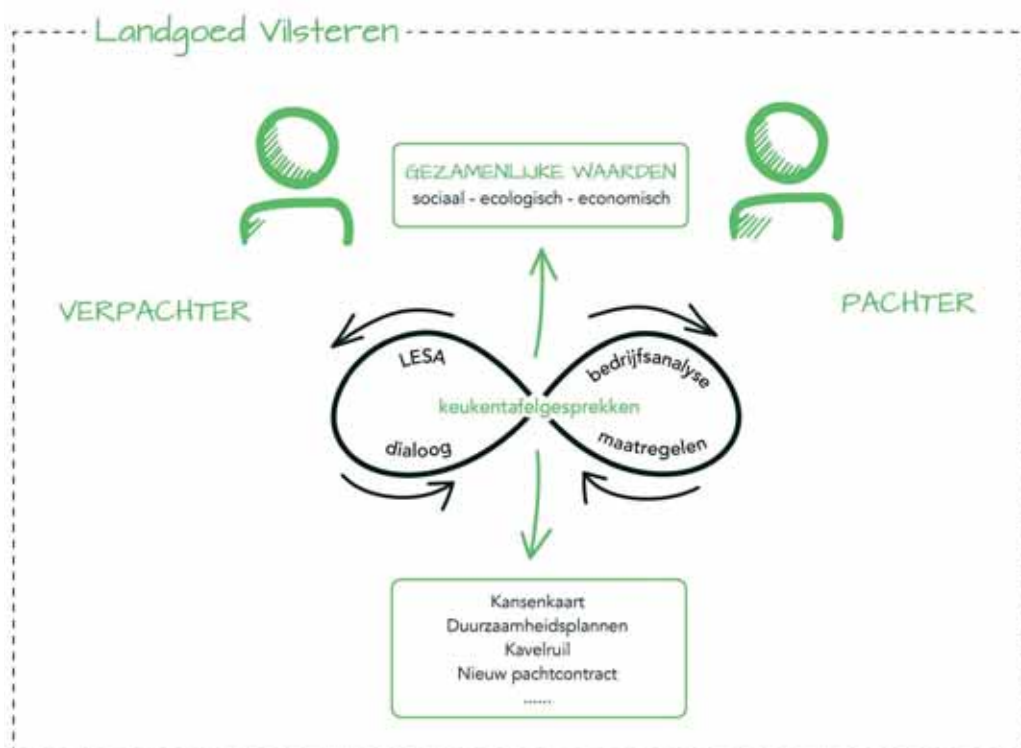 Landgoed Vilsteren
GEZAMENLIJKE WAARDEN
sociaal - ecologisch - economisch
VERPACHTER
PACHTER
LESA
bedrijfsanalyse
keukentafelgesprekken
dialoog
maatregelen
Kansenkaart
Duurzaamheidsplannen
Kavelruil
Nieuw pachtcontract
......